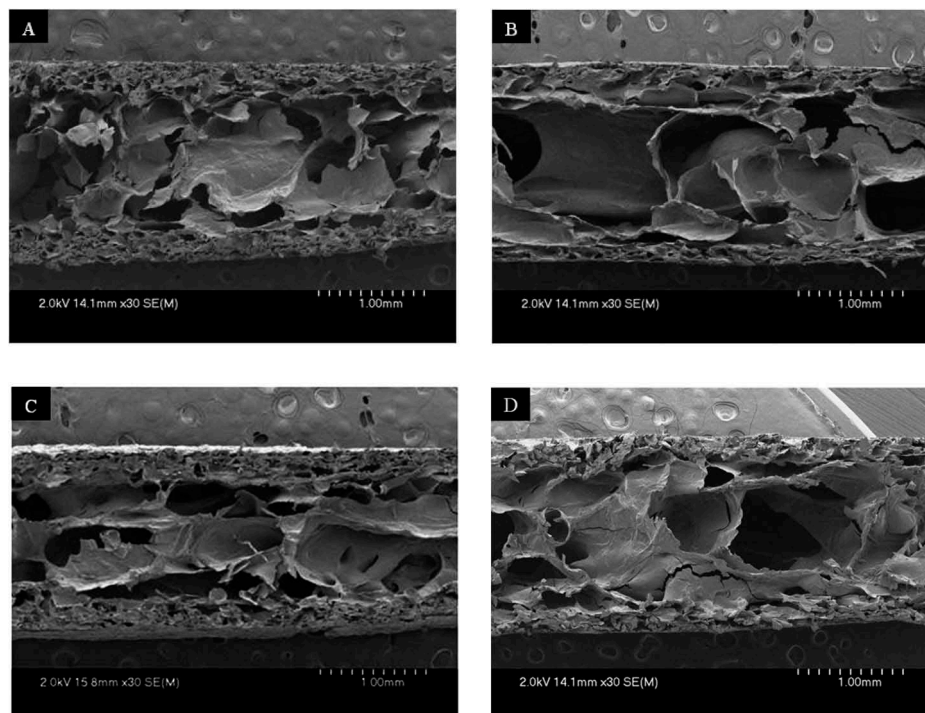 A
2.0kV 14.1mm x30 SE(M) 1.00mm
B
2.0kV 14.1mm x30 SE(M) 1.00mm
C
2.0kV 15.8mm x30 SE(M) 1.00mm
D
2.0kV 14.1mm x30 SE(M) 1.00mm